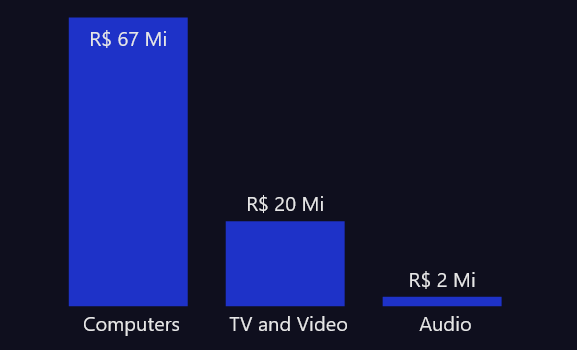 R$ 67 Mi
R$ 20 Mi
R$ 2 Mi
Computers
TV and Video
Audio